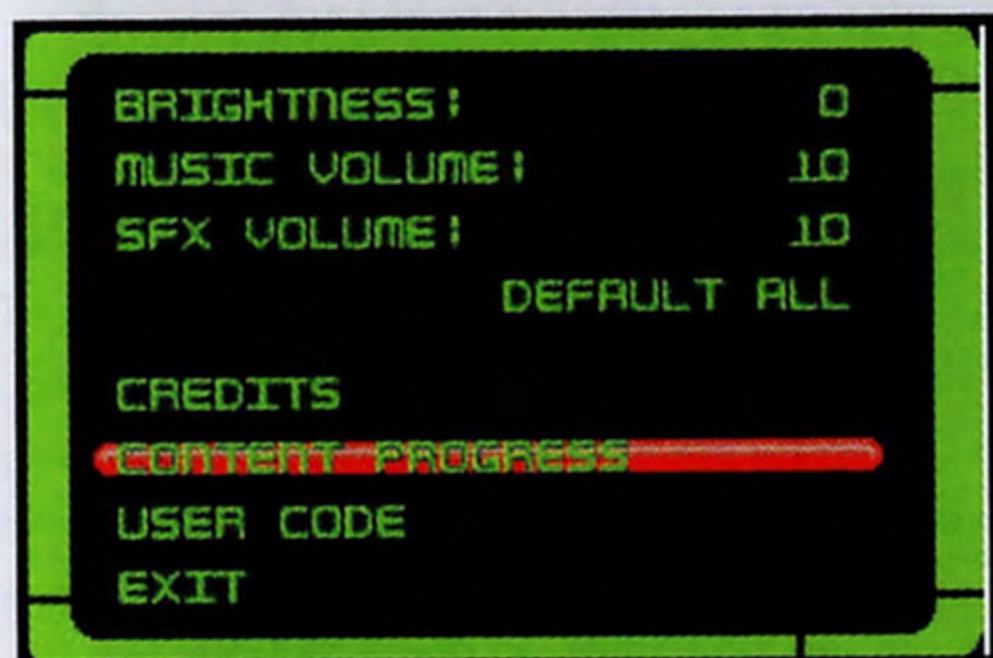 BRIGHTNESS: 0
MUSIC VOLUME: 10
SFX VOLUME: 10
DEFAULT ALL
CREDITS
CONTENT PROGRESS
USER CODE
EXIT